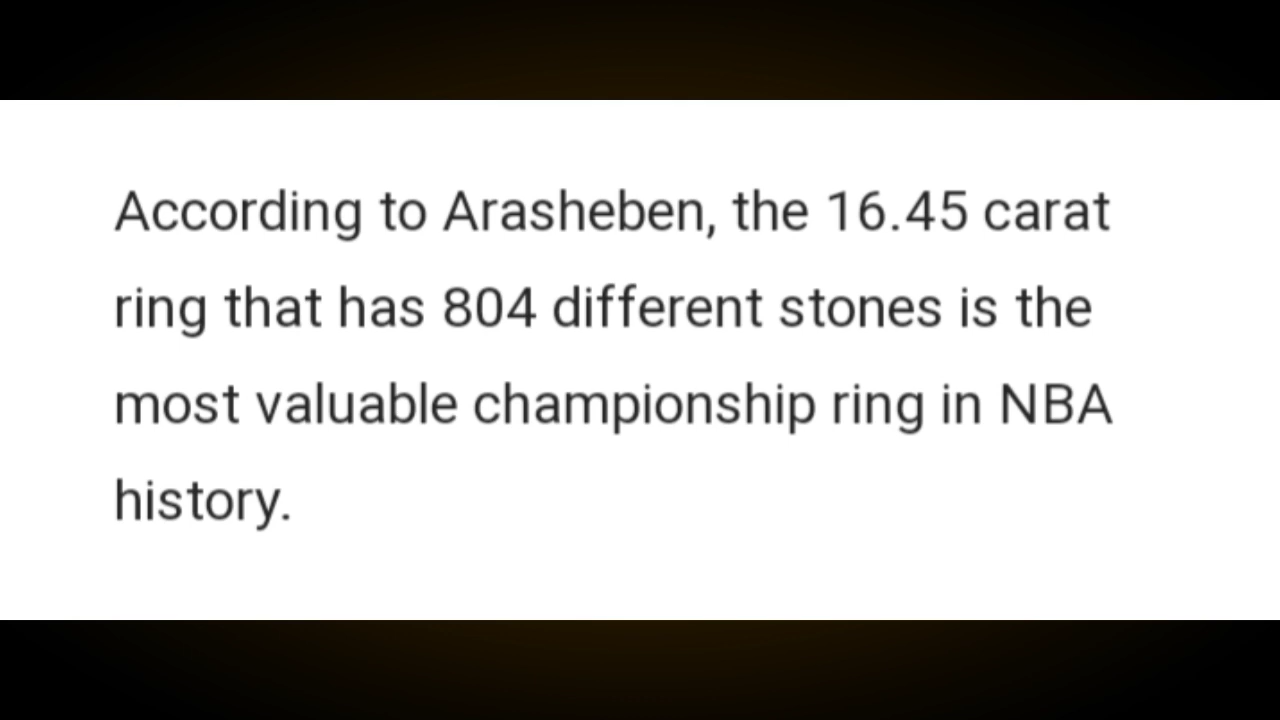 According to Arasheben, the 16.45 carat
ring that has 804 different stones is the
most valuable championship ring in NBA
history.